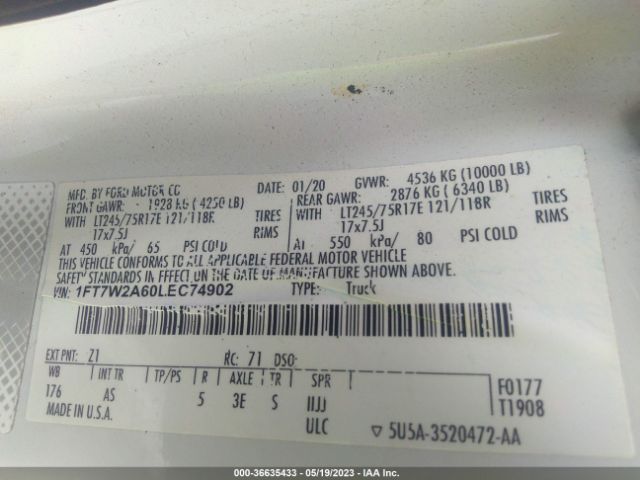 MFD. BY FORD MOTOR CO
DATE: 01/20 GVWR: 4536 KG (10000 LB)
FRONT GAWR: 1928 KG ( 4250 LB)
REAR GAWR: 2876 KG ( 6340 LB)
WITH LT245/75R17E 121/118R TIRES
WITH LT245/75R17E 121/118R TIRES
17x7.5J RIMS
17x7.5J RIMS
AT 450 kPa/ 65 PSI COLD
AT 550 kPa/ 80 PSI COLD
THIS VEHICLE CONFORMS TO ALL APPLICABLE FEDERAL MOTOR VEHICLE
SAFETY STANDARDS IN EFFECT ON THE DATE OF MANUFACTURE SHOWN ABOVE.
VIN: 1FT7W2A60LEC74902 TYPE: Truck
EXT PNT: Z1 RC: 71 DSO:
WB INT TR TP/PS R AXLE TR SPR
176 AS 5 3E S IIJJ
F0177
T1908
MADE IN U.S.A. ULC
5U5A-3520472-AA
000-36635433 - 05/19/2023 - IAA Inc.